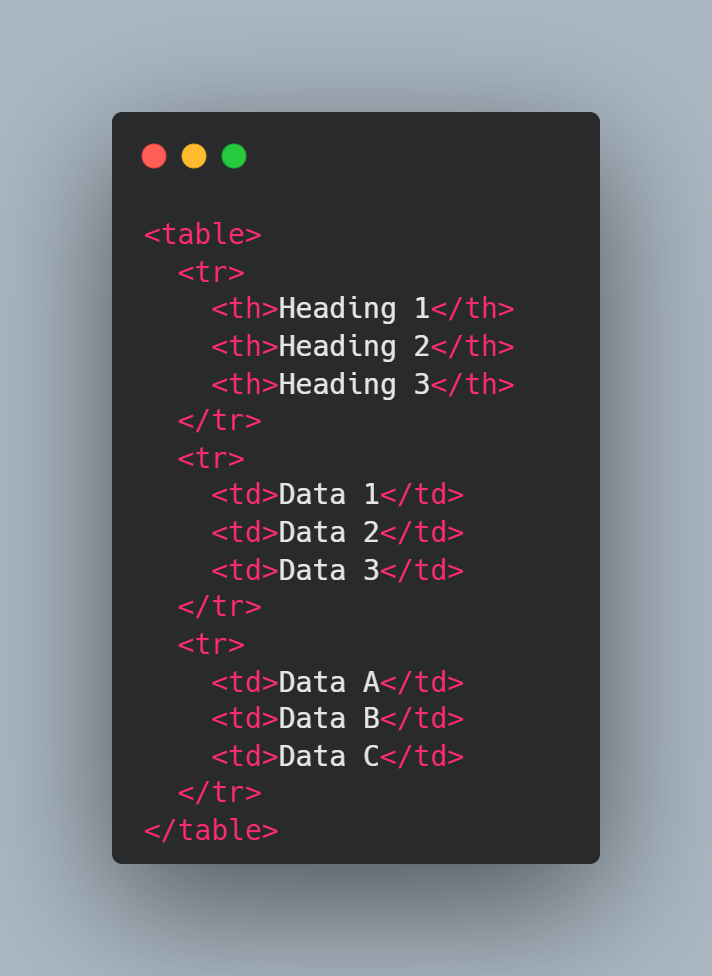 <table>
  <tr>
    <th>Heading 1</th>
    <th>Heading 2</th>
    <th>Heading 3</th>
  </tr>
  <tr>
    <td>Data 1</td>
    <td>Data 2</td>
    <td>Data 3</td>
  </tr>
  <tr>
    <td>Data A</td>
    <td>Data B</td>
    <td>Data C</td>
  </tr>
</table>